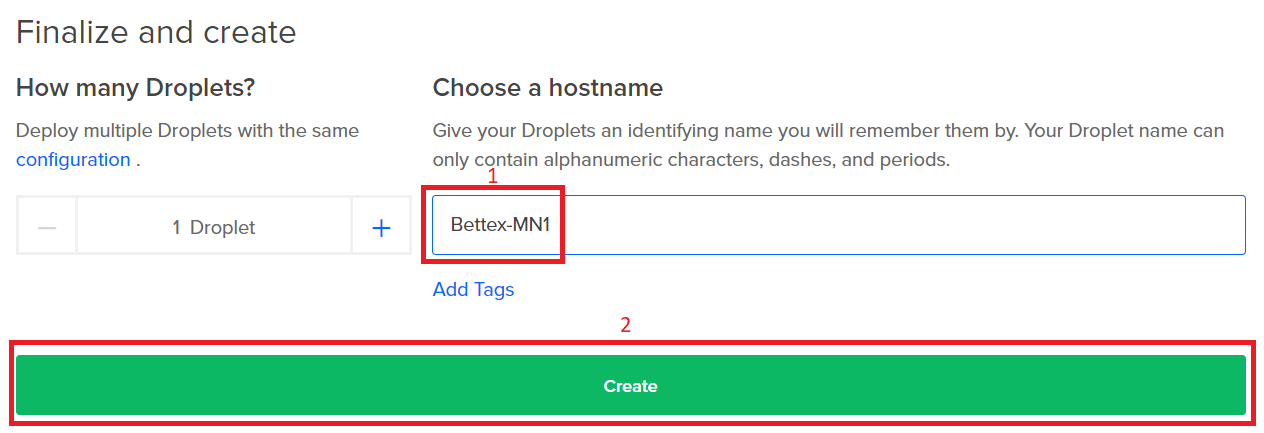 Finalize and create
How many Droplets?
Deploy multiple Droplets with the same
configuration .
1 Droplet
Choose a hostname
Give your Droplets an identifying name you will remember them by. Your Droplet name can
only contain alphanumeric characters, dashes, and periods.
1
Bettex-MN1
Add Tags
2
Create